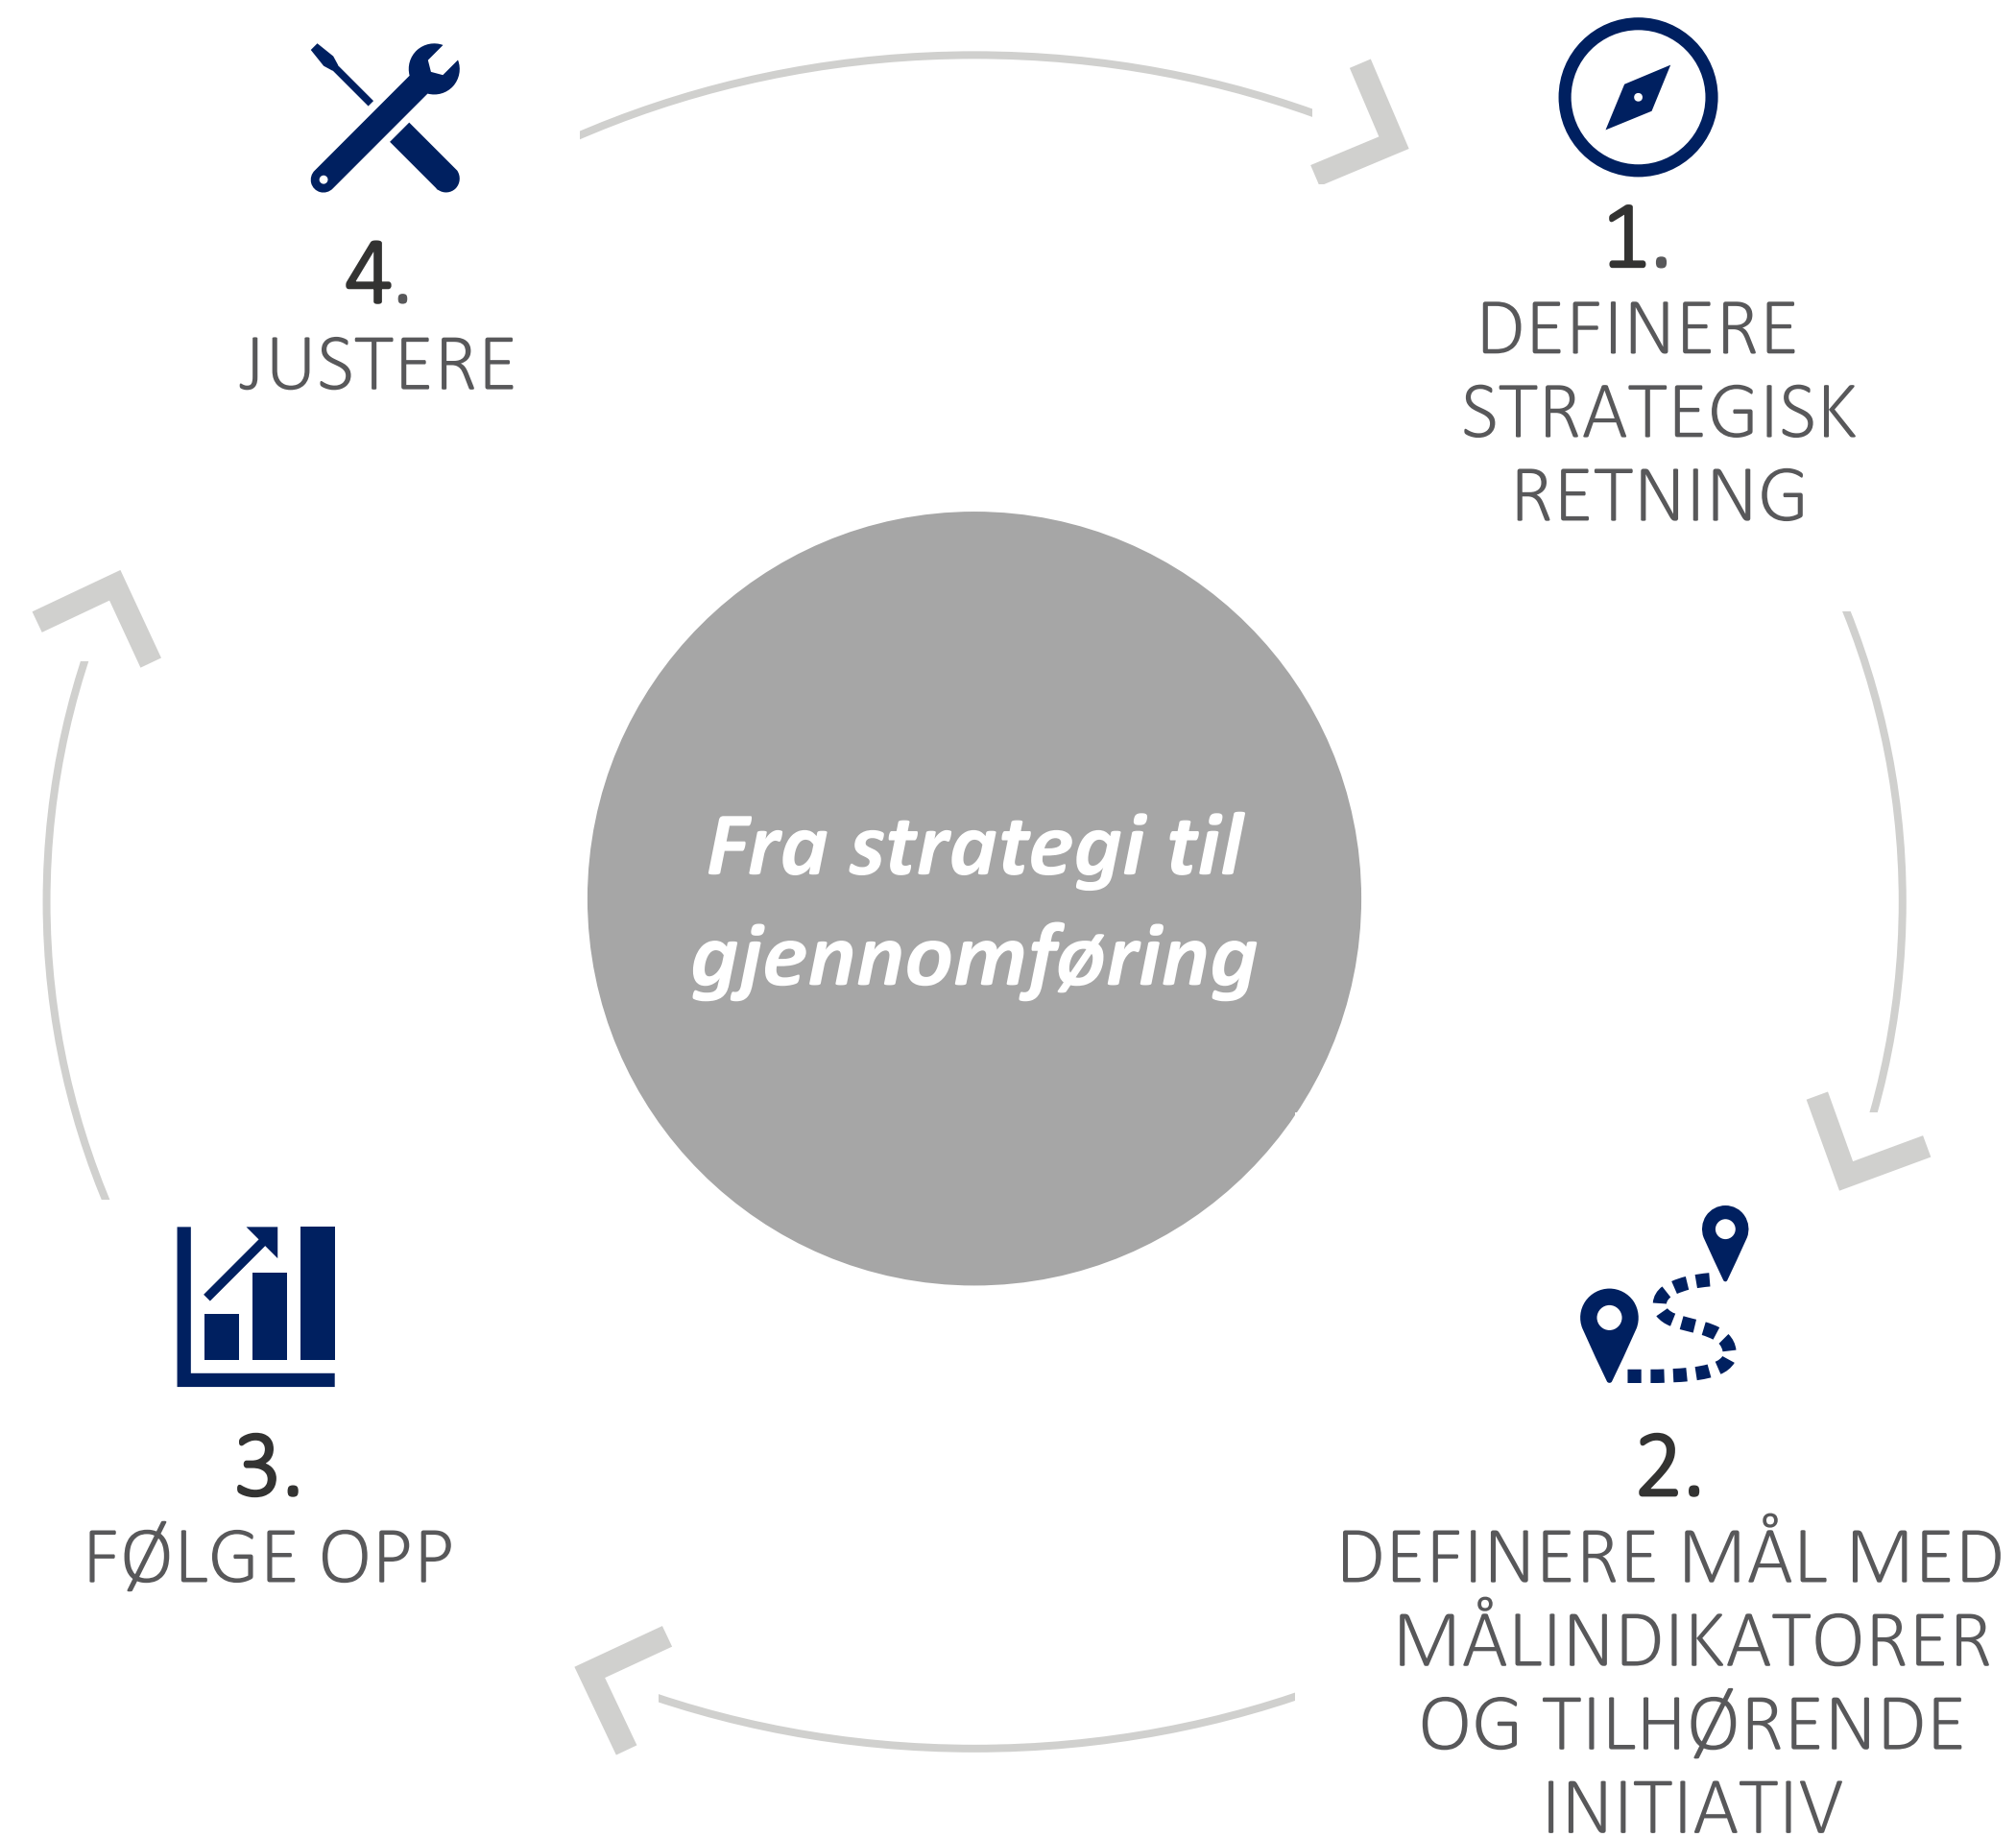 1.
DEFINERE
STRATEGISK
RETNING
2.
DEFINERE MÅL MED
MÅLINDIKATORER
OG TILHØRENDE
INITIATIV
3.
FØLGE OPP
4.
JUSTERE
Fra strategi til
gjennomføring